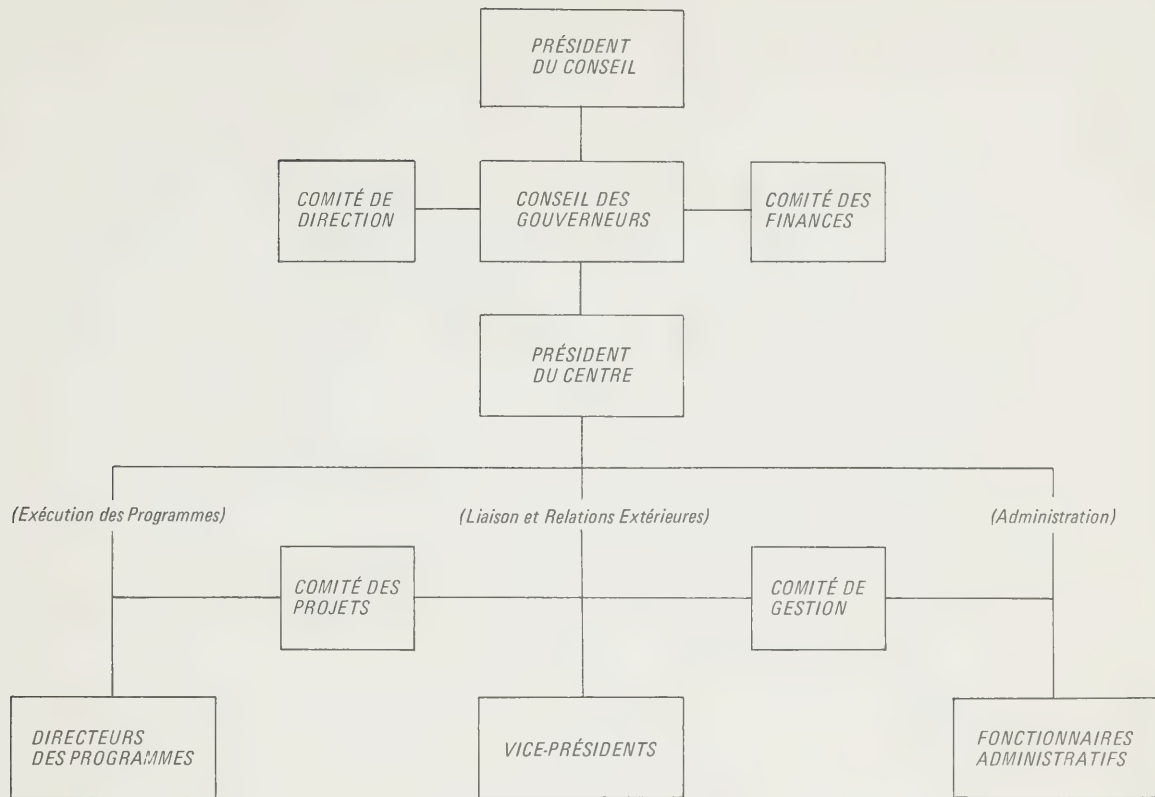 PRÉSIDENT
DU CONSEIL
COMITÉ DE
DIRECTION
CONSEIL DES
GOUVERNEURS
COMITÉ DES
FINANCES
PRÉSIDENT
DU CENTRE
(Exécution des Programmes)
(Liaison et Relations Extérieures)
(Administration)
COMITÉ DES
PROJETS
COMITÉ DE
GESTION
DIRECTEURS
DES PROGRAMMES
VICE-PRÉSIDENTS
FONCTIONNAIRES
ADMINISTRATIFS